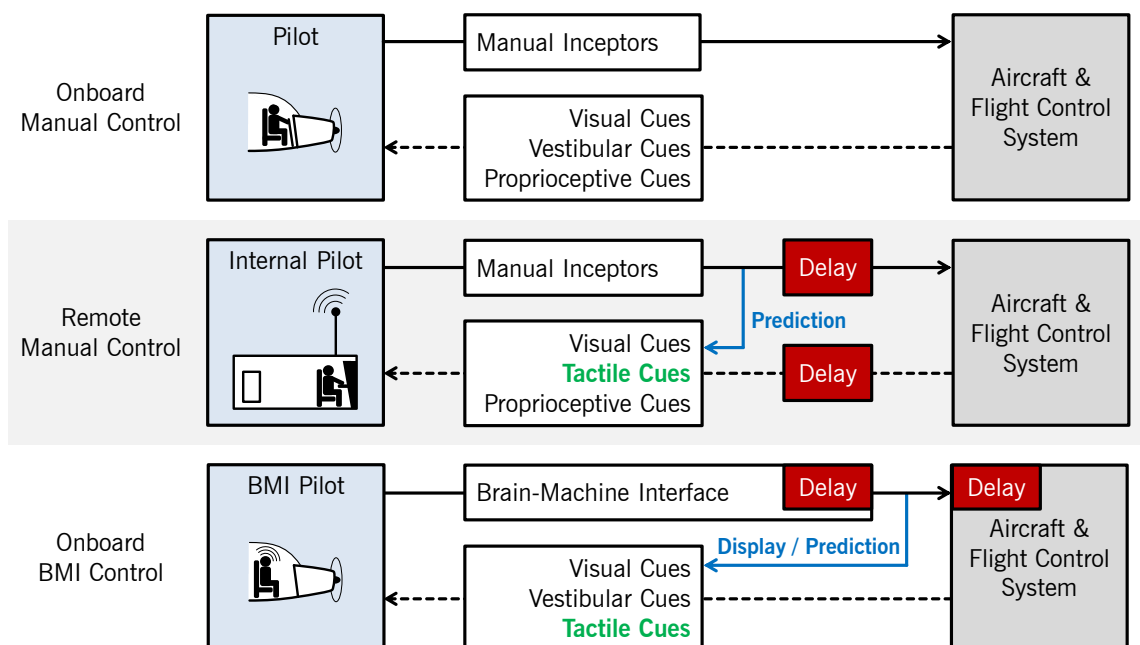 Onboard
Manual Control
Pilot
Manual Inceptors
Visual Cues
Vestibular Cues
Proprioceptive Cues
Aircraft &
Flight Control
System
Remote
Manual Control
Internal Pilot
Manual Inceptors
Delay
Prediction
Visual Cues
Tactile Cues
Proprioceptive Cues
Delay
Aircraft &
Flight Control
System
Onboard
BMI Control
BMI Pilot
Brain-Machine Interface
Delay
Display / Prediction
Visual Cues
Vestibular Cues
Tactile Cues
Delay
Aircraft &
Flight Control
System